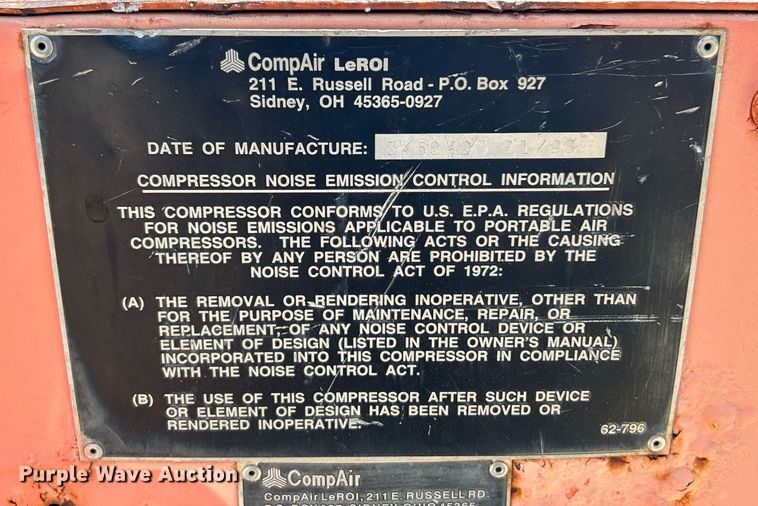 CompAir LeROI
211 E. Russell Road - P.O. Box 927
Sidney, OH 45365-0927
DATE OF MANUFACTURE:
COMPRESSOR NOISE EMISSION CONTROL INFORMATION
THIS COMPRESSOR CONFORMS TO U.S. E.P.A. REGULATIONS
FOR NOISE EMISSIONS APPLICABLE TO PORTABLE AIR
COMPRESSORS. THE FOLLOWING ACTS OR THE CAUSING
THEREOF BY ANY PERSON ARE PROHIBITED BY THE
NOISE CONTROL ACT OF 1972:
(A) THE REMOVAL OR RENDERING INOPERATIVE, OTHER THAN
FOR THE PURPOSE OF MAINTENANCE, REPAIR, OR
REPLACEMENT, OF ANY NOISE CONTROL DEVICE OR
ELEMENT OF DESIGN (LISTED IN THE OWNER'S MANUAL)
INCORPORATED INTO THIS COMPRESSOR IN COMPLIANCE
WITH THE NOISE CONTROL ACT.
(B) THE USE OF THIS COMPRESSOR AFTER SUCH DEVICE
OR ELEMENT OF DESIGN HAS BEEN REMOVED OR
RENDERED INOPERATIVE.
62-796
Purple Wave Auction
CompAir
CompAir LeROI, 211 E. RUSSELL RD.
P.O. BOX 927, SIDNEY, OHIO 45365